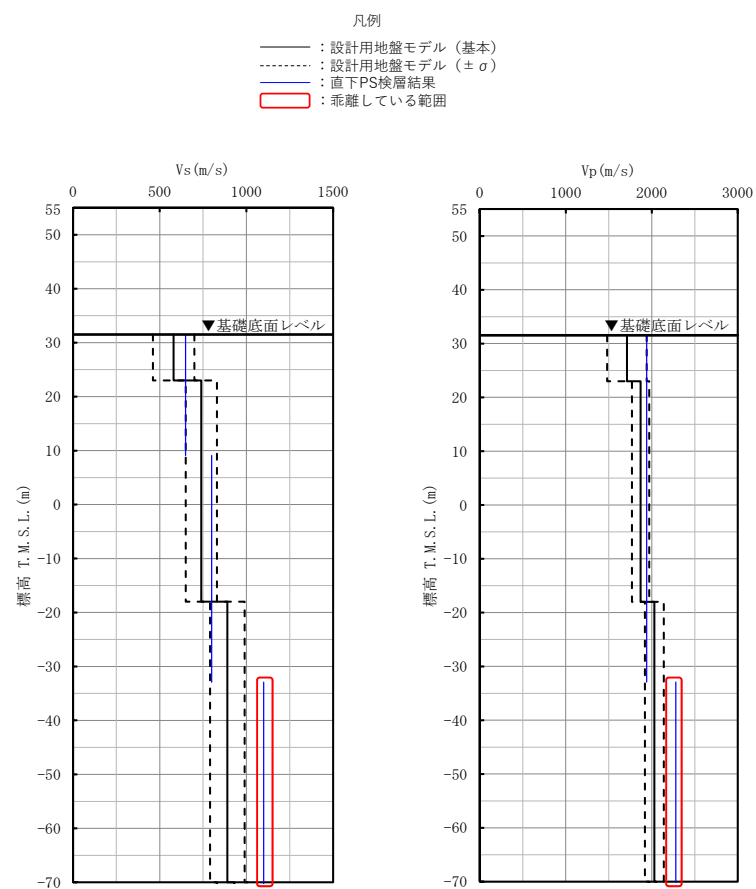 凡例
：設計用地盤モデル（基本）
：設計用地盤モデル（±σ）
：直下PS検層結果
：乖離している範囲
Vs(m/s)
0 500 1000 1500
55
50
40
30
20
10
0
-10
-20
-30
-40
-50
-60
-70
標高 T.M.S.L.(m)
▼基礎底面レベル
Vp(m/s)
0 1000 2000 3000
55
50
40
30
20
10
0
-10
-20
-30
-40
-50
-60
-70
標高 T.M.S.L.(m)
▼基礎底面レベル